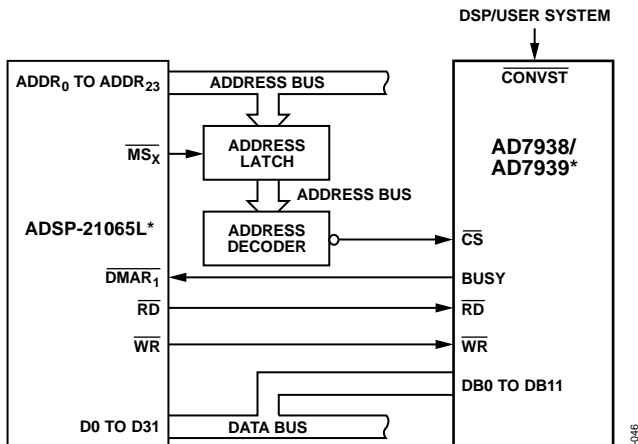 DSP/USER SYSTEM
ADDR0 TO ADDR23
ADDRESS BUS
CONVST
MSX
ADDRESS
LATCH
AD7938/
AD7939*
ADDRESS BUS
ADSP-21065L*
ADDRESS
DECODER
CS
DMAR1
BUSY
RD
RD
WR
WR
DB0 TO DB11
D0 TO D31
DATA BUS
-046